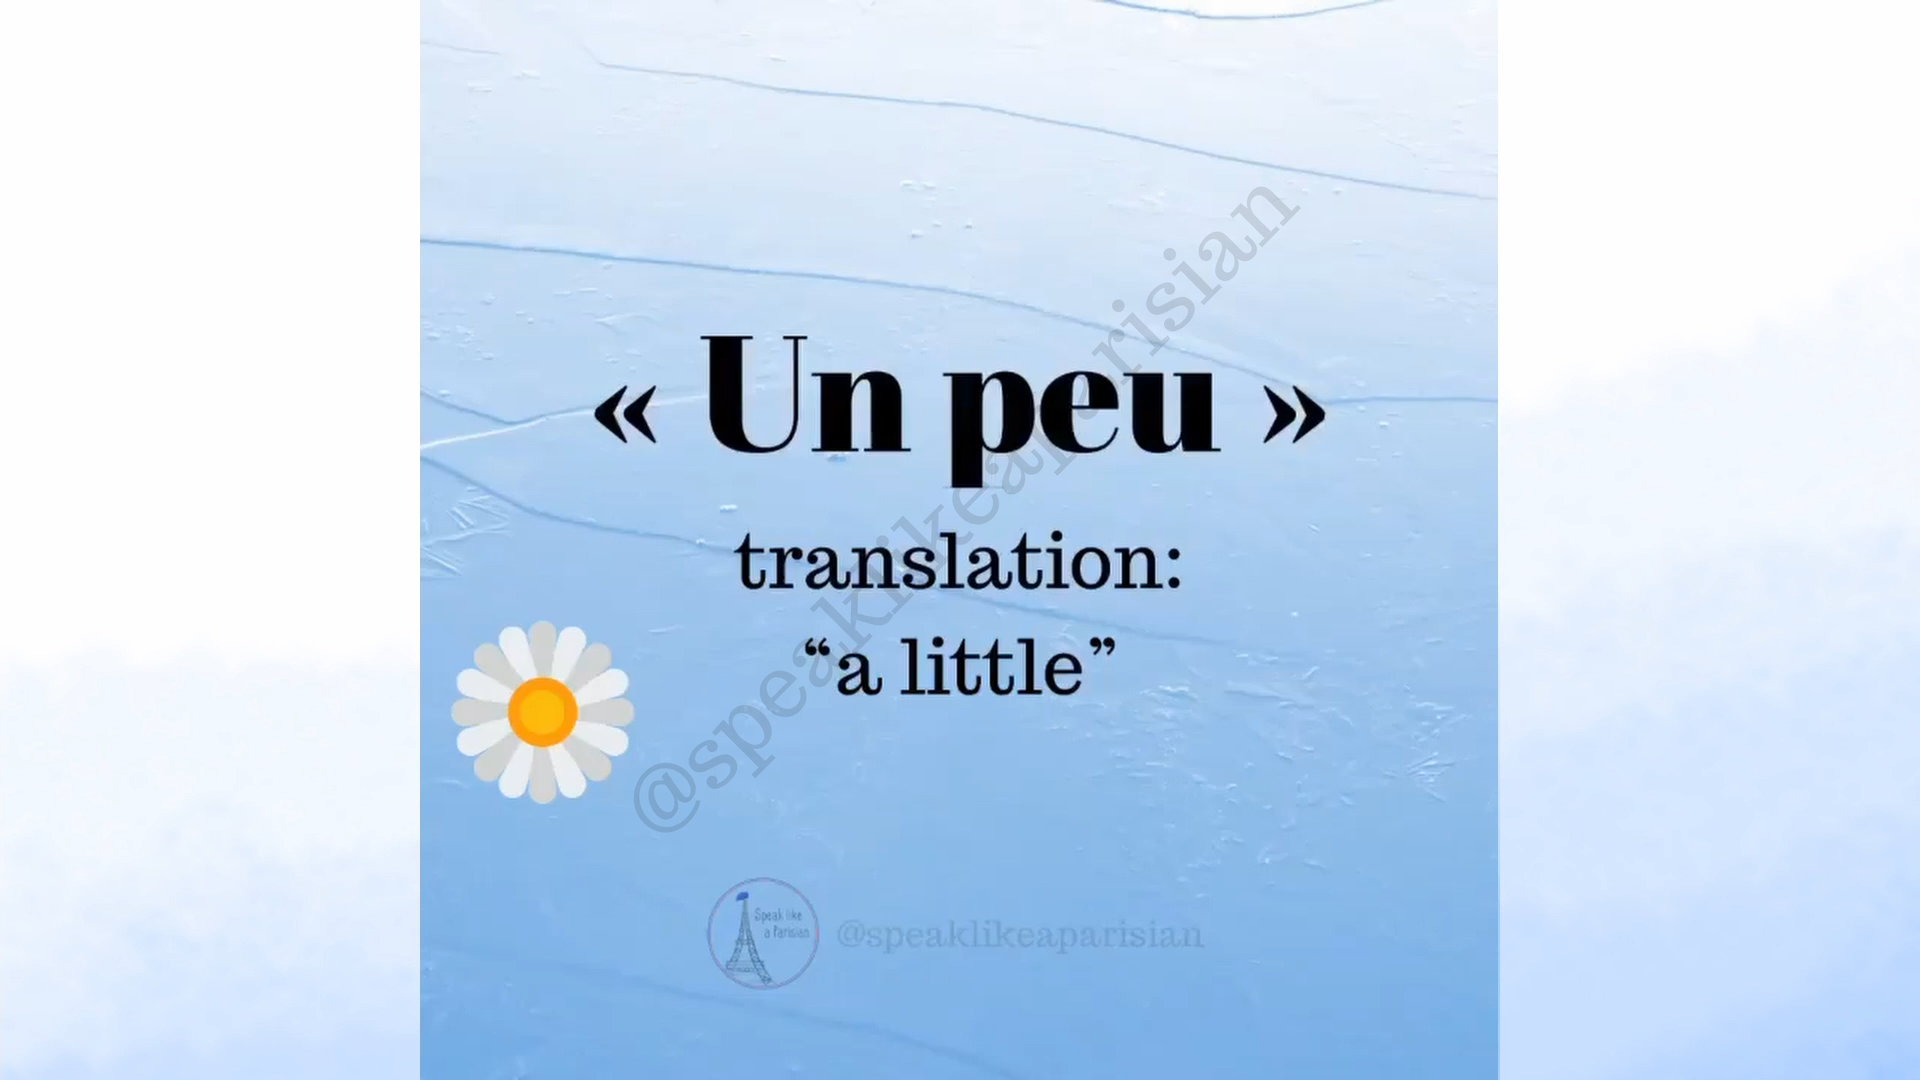 « Un peu »
translation:
“a little”
@speaklikeaparisian
Speak like
a Parisian
@speaklikeaparisian